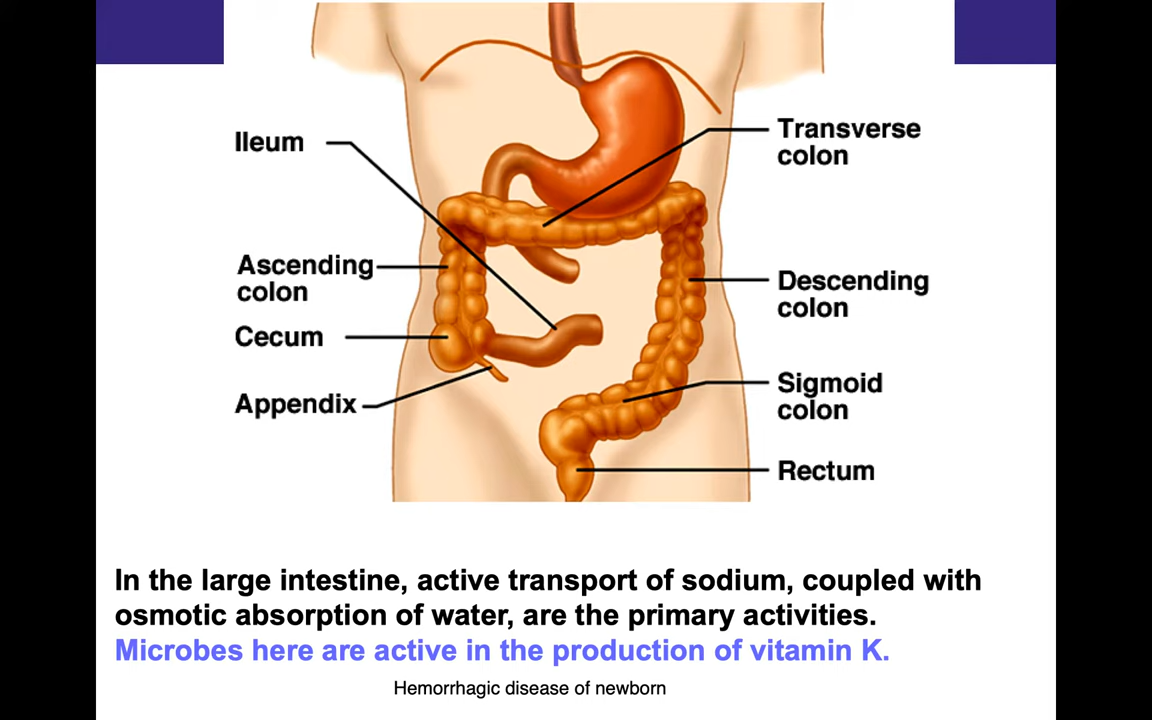 Ileum
Transverse
colon
Ascending
colon
Descending
colon
Cecum
Appendix
Sigmoid
colon
Rectum
In the large intestine, active transport of sodium, coupled with
osmotic absorption of water, are the primary activities.
Microbes here are active in the production of vitamin K.
Hemorrhagic disease of newborn